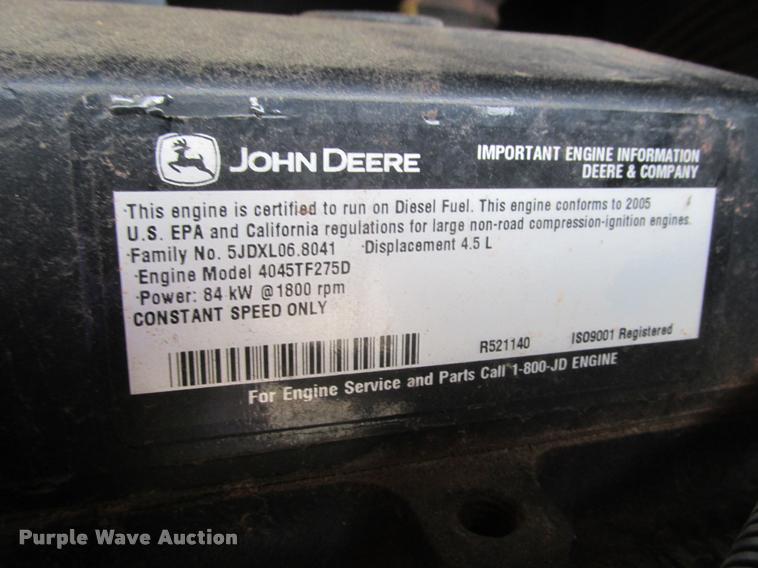 JOHN DEERE
IMPORTANT ENGINE INFORMATION
DEERE & COMPANY
·This engine is certified to run on Diesel Fuel. This engine conforms to 2005
U.S. EPA and California regulations for large non-road compression-ignition engines.
·Family No. 5JDXL06.8041 ·Displacement 4.5 L
·Engine Model 4045TF275D
·Power: 84 kW @ 1800 rpm
CONSTANT SPEED ONLY
R521140 ISO9001 Registered
For Engine Service and Parts Call 1-800-JD ENGINE
Purple Wave Auction